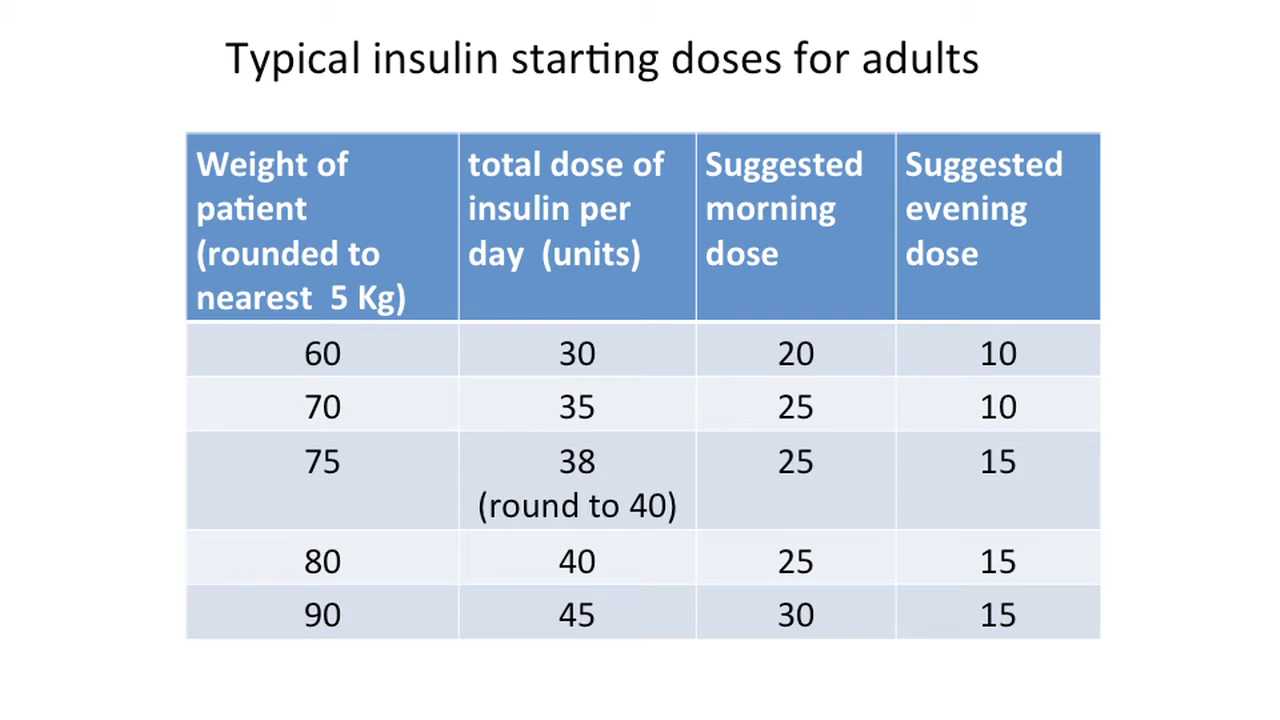 Typical insulin starting doses for adults
Weight of patient (rounded to nearest 5 Kg) | total dose of insulin per day (units) | Suggested morning dose | Suggested evening dose
60 | 30 | 20 | 10
70 | 35 | 25 | 10
75 | 38 (round to 40) | 25 | 15
80 | 40 | 25 | 15
90 | 45 | 30 | 15